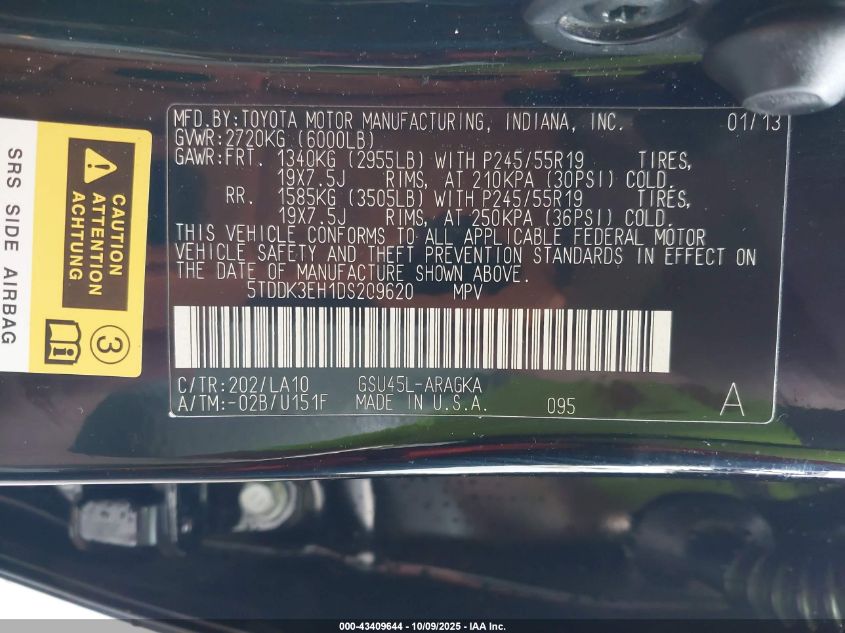 MFD.BY:TOYOTA MOTOR MANUFACTURING, INDIANA, INC. 01/13
GVWR:2720KG (6000LB)
GAWR:FRT. 1340KG (2955LB) WITH P245/55R19 TIRES,
19X7.5J RIMS, AT 210KPA (30PSI) COLD.
RR. 1585KG (3505LB) WITH P245/55R19 TIRES,
19X7.5J RIMS, AT 250KPA (36PSI) COLD.
THIS VEHICLE CONFORMS TO ALL APPLICABLE FEDERAL MOTOR
VEHICLE SAFETY AND THEFT PREVENTION STANDARDS IN EFFECT ON
THE DATE OF MANUFACTURE SHOWN ABOVE.
5TDDK3EH1DS209620 MPV
C/TR:202/LA10 GSU45L-ARAGKA
A/TM:-02B/U151F MADE IN U.S.A. 095 A
CAUTION
ATTENTION
ACHTUNG
3
SRS SIDE AIRBAG
000-43409644 / 10/09/2025 - IAA Inc.